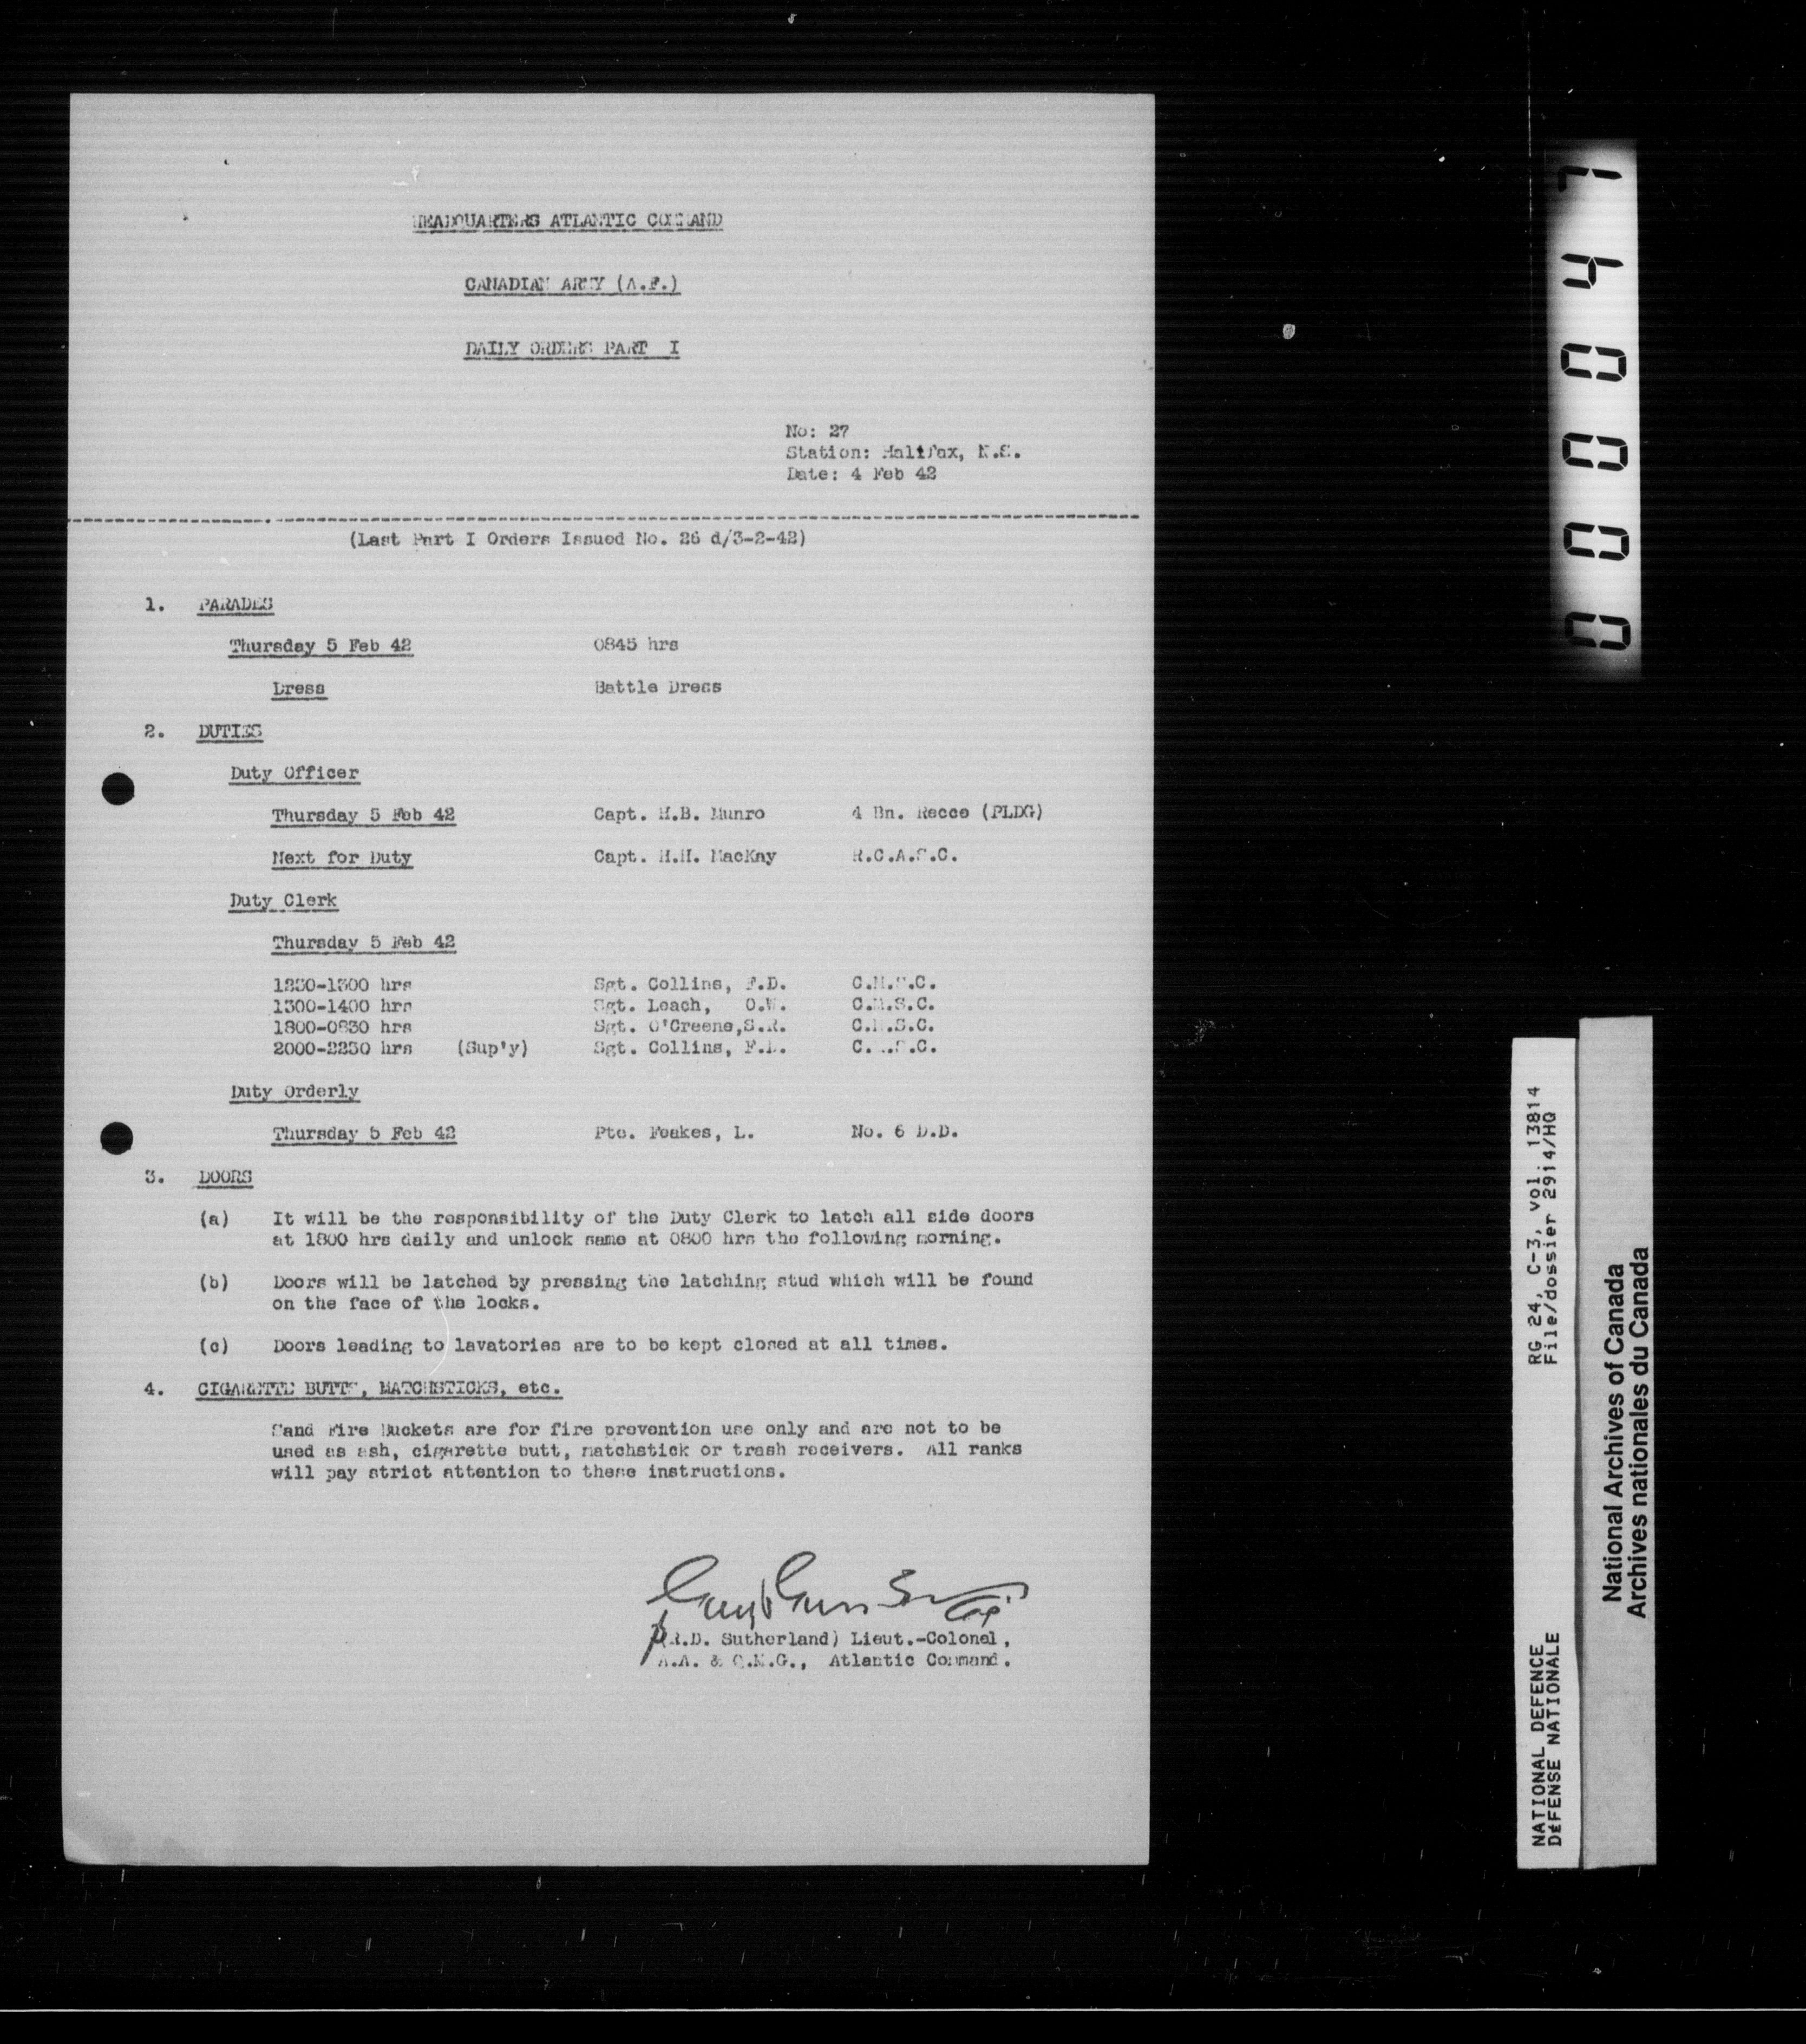 HEADQUARTERS ATLANTIC COMMAND
CANADIAN ARMY (A.F.)
DAILY ORDERS PART I
No: 27
Station: Halifax, N.S.
Date: 4 Feb 42
(Last Part I Orders Issued No. 26 d/3-2-42)
1. PARADES
Thursday 5 Feb 42 0845 hrs
Dress Battle Dress
2. DUTIES
Duty Officer
Thursday 5 Feb 42 Capt. H.B. Munro 4 Bn. Recce (PLDG)
Next for Duty Capt. H.H. MacKay R.C.A.S.C.
Duty Clerk
Thursday 5 Feb 42
1230-1300 hrs Sgt. Collins, F.D. C.M.S.C.
1300-1400 hrs Sgt. Leach, O.W. C.M.S.C.
1800-0830 hrs Sgt. O'Greene,S.R. C.M.S.C.
2000-2230 hrs (Sup'y) Sgt. Collins, F.D. C.M.S.C.
Duty Orderly
Thursday 5 Feb 42 Pte. Foakes, L. No. 6 D.D.
3. DOORS
(a) It will be the responsibility of the Duty Clerk to latch all side doors
at 1800 hrs daily and unlock same at 0800 hrs the following morning.
(b) Doors will be latched by pressing the latching stud which will be found
on the face of the locks.
(c) Doors leading to lavatories are to be kept closed at all times.
4. CIGARETTE BUTTS, MATCHSTICKS, etc.
Sand Fire Buckets are for fire prevention use only and are not to be
used as ash, cigarette butt, matchstick or trash receivers. All ranks
will pay strict attention to these instructions.
(R.D. Sutherland) Lieut.-Colonel,
A.A. & Q.M.G., Atlantic Command.
000047
RG 24, C-3, vol. 13814
File/dossier 2914/HQ
NATIONAL DEFENCE
DÉFENSE NATIONALE
National Archives of Canada
Archives nationales du Canada